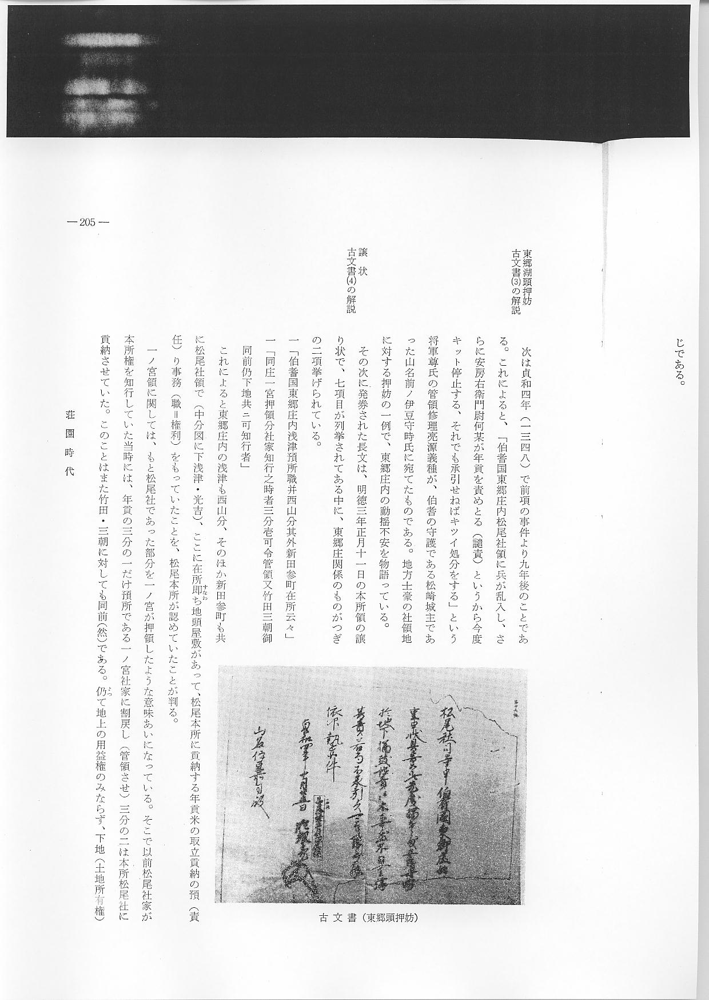 じである。
東郷湖頭押妨
古文書(3)の解説
次は貞和四年（一三四八）で前項の事件より九年後のことであ
る。これによると、「伯耆国東郷庄内松尾社領に兵が乱入し、さ
らに安房右衛門尉何某が年貢を責めとる（譴責）というから今度
キット停止する、それでも承引せねばキツイ処分をする」という
将軍尊氏の管領修理亮源義種が、伯耆の守護である松崎城主であ
った山名前ノ伊豆守時氏に宛てたものである。地方士豪の社領地
に対する押妨の一例で、東郷庄内の動揺不安を物語っている。
譲状
古文書(4)の解説
その次に発券された長文は、明徳三年正月十一日の本所領の譲
り状で、七項目が列挙されてある中に、東郷庄関係のものがつぎ
の二項挙げられている。
一「伯耆国東郷庄内浅津預所職并西山分其外新田参町在所云々」
一「同庄一宮押領分社家知行之時者三分壱可令管領又竹田三朝御
同前仍下地共ニ可知行者」
これによると東郷庄内の浅津も西山分、そのほか新田参町も共
に松尾社領で（中分図に下浅津・光吉）、ここに在所即ち地頭屋敷があって、松尾本所に貢納する年貢米の取立貢納の預（責
すなわ
任）り事務（職＝権利）をもっていたことを、松尾本所が認めていたことが判る。
一ノ宮領に関しては、もと松尾社であった部分を一ノ宮が押領したような意味あいになっている。そこで以前松尾社家が
本所権を知行していた当時には、年貢の三分の一だけ預所である一ノ宮社家に割戻し（管領させ）三分の二は本所松尾社に
貢納させていた。このことはまた竹田・三朝に対しても同前（然）である。仍て地上の用益権のみならず、下地（土地所有権）
よつ
古文書（東郷頭押妨）
荘園時代
—205—